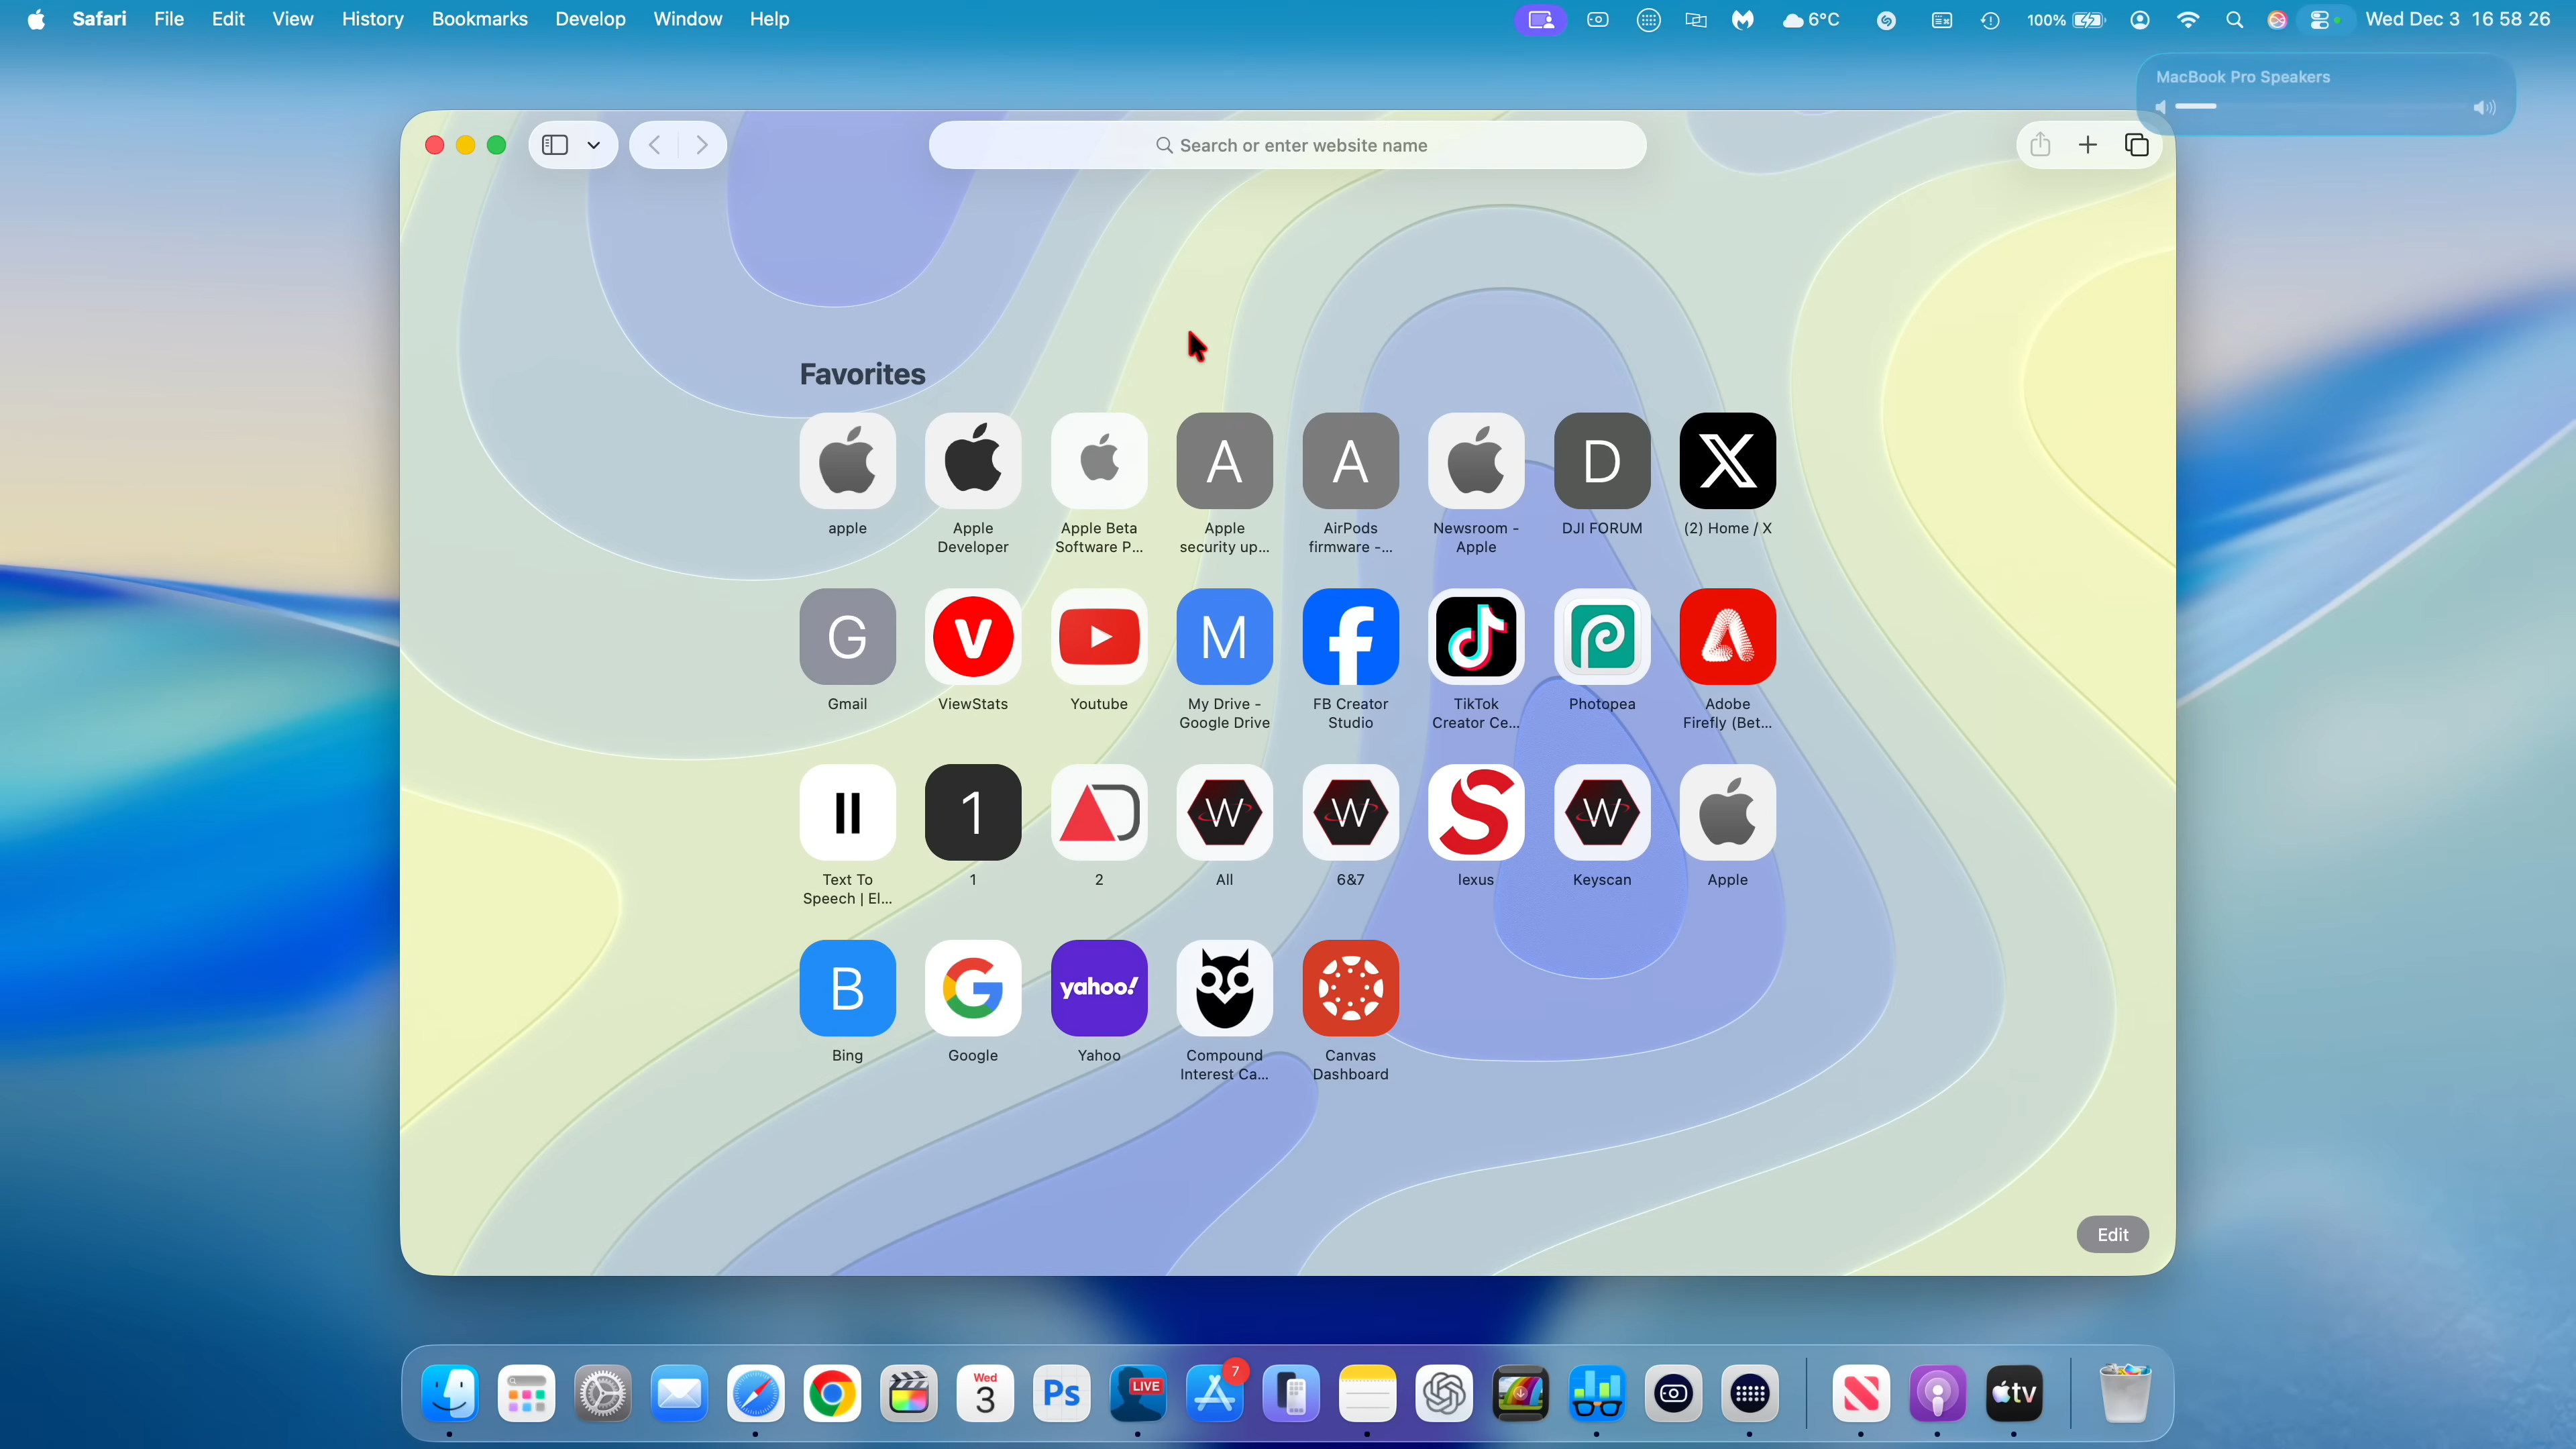 Safari File Edit View History Bookmarks Develop Window Help 6°C 100% Wed Dec 3 16 58 26
MacBook Pro Speakers
Search or enter website name
Favorites
A A D
apple Apple Developer Apple Beta Software P... Apple security up... AirPods firmware -... Newsroom - Apple DJI FORUM (2) Home / X
G V M
Gmail ViewStats Youtube My Drive - Google Drive FB Creator Studio TikTok Creator Ce... Photopea Adobe Firefly (Bet...
1 W W S W
Text To Speech | El... 1 2 All 6&7 lexus Keyscan Apple
B G yahoo!
Bing Google Yahoo Compound Interest Ca... Canvas Dashboard
Edit
Wed 3 Ps LIVE 7 tv